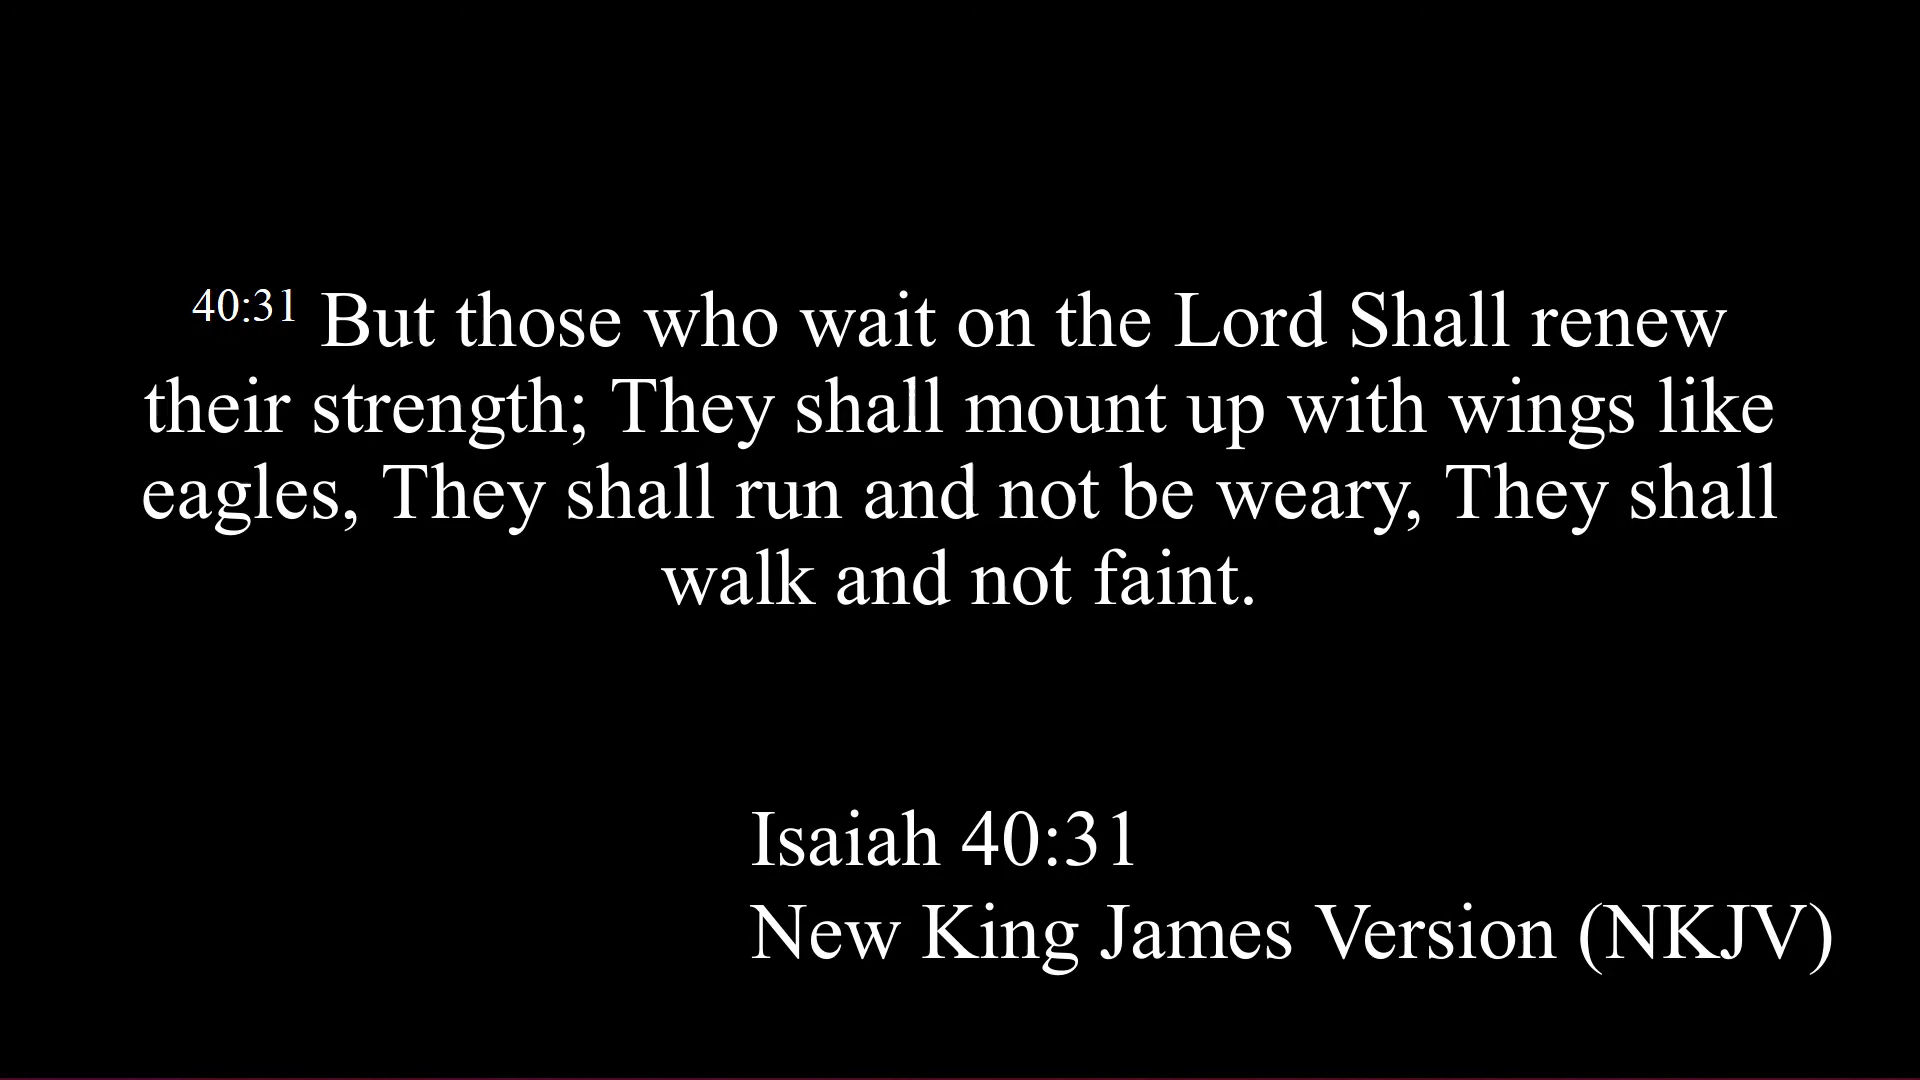 40:31 But those who wait on the Lord Shall renew
their strength; They shall mount up with wings like
eagles, They shall run and not be weary, They shall
walk and not faint.
Isaiah 40:31
New King James Version (NKJV)